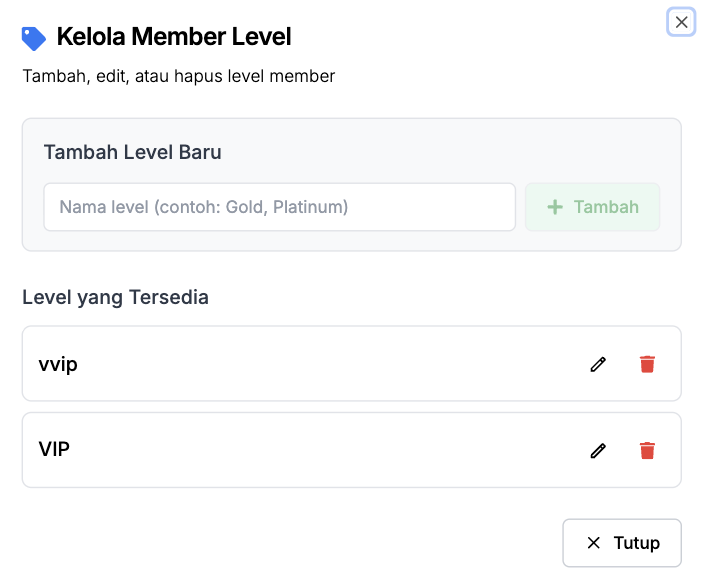 Kelola Member Level
Tambah, edit, atau hapus level member
Tambah Level Baru
Nama level (contoh: Gold, Platinum)
Tambah
Level yang Tersedia
vvip
VIP
Tutup